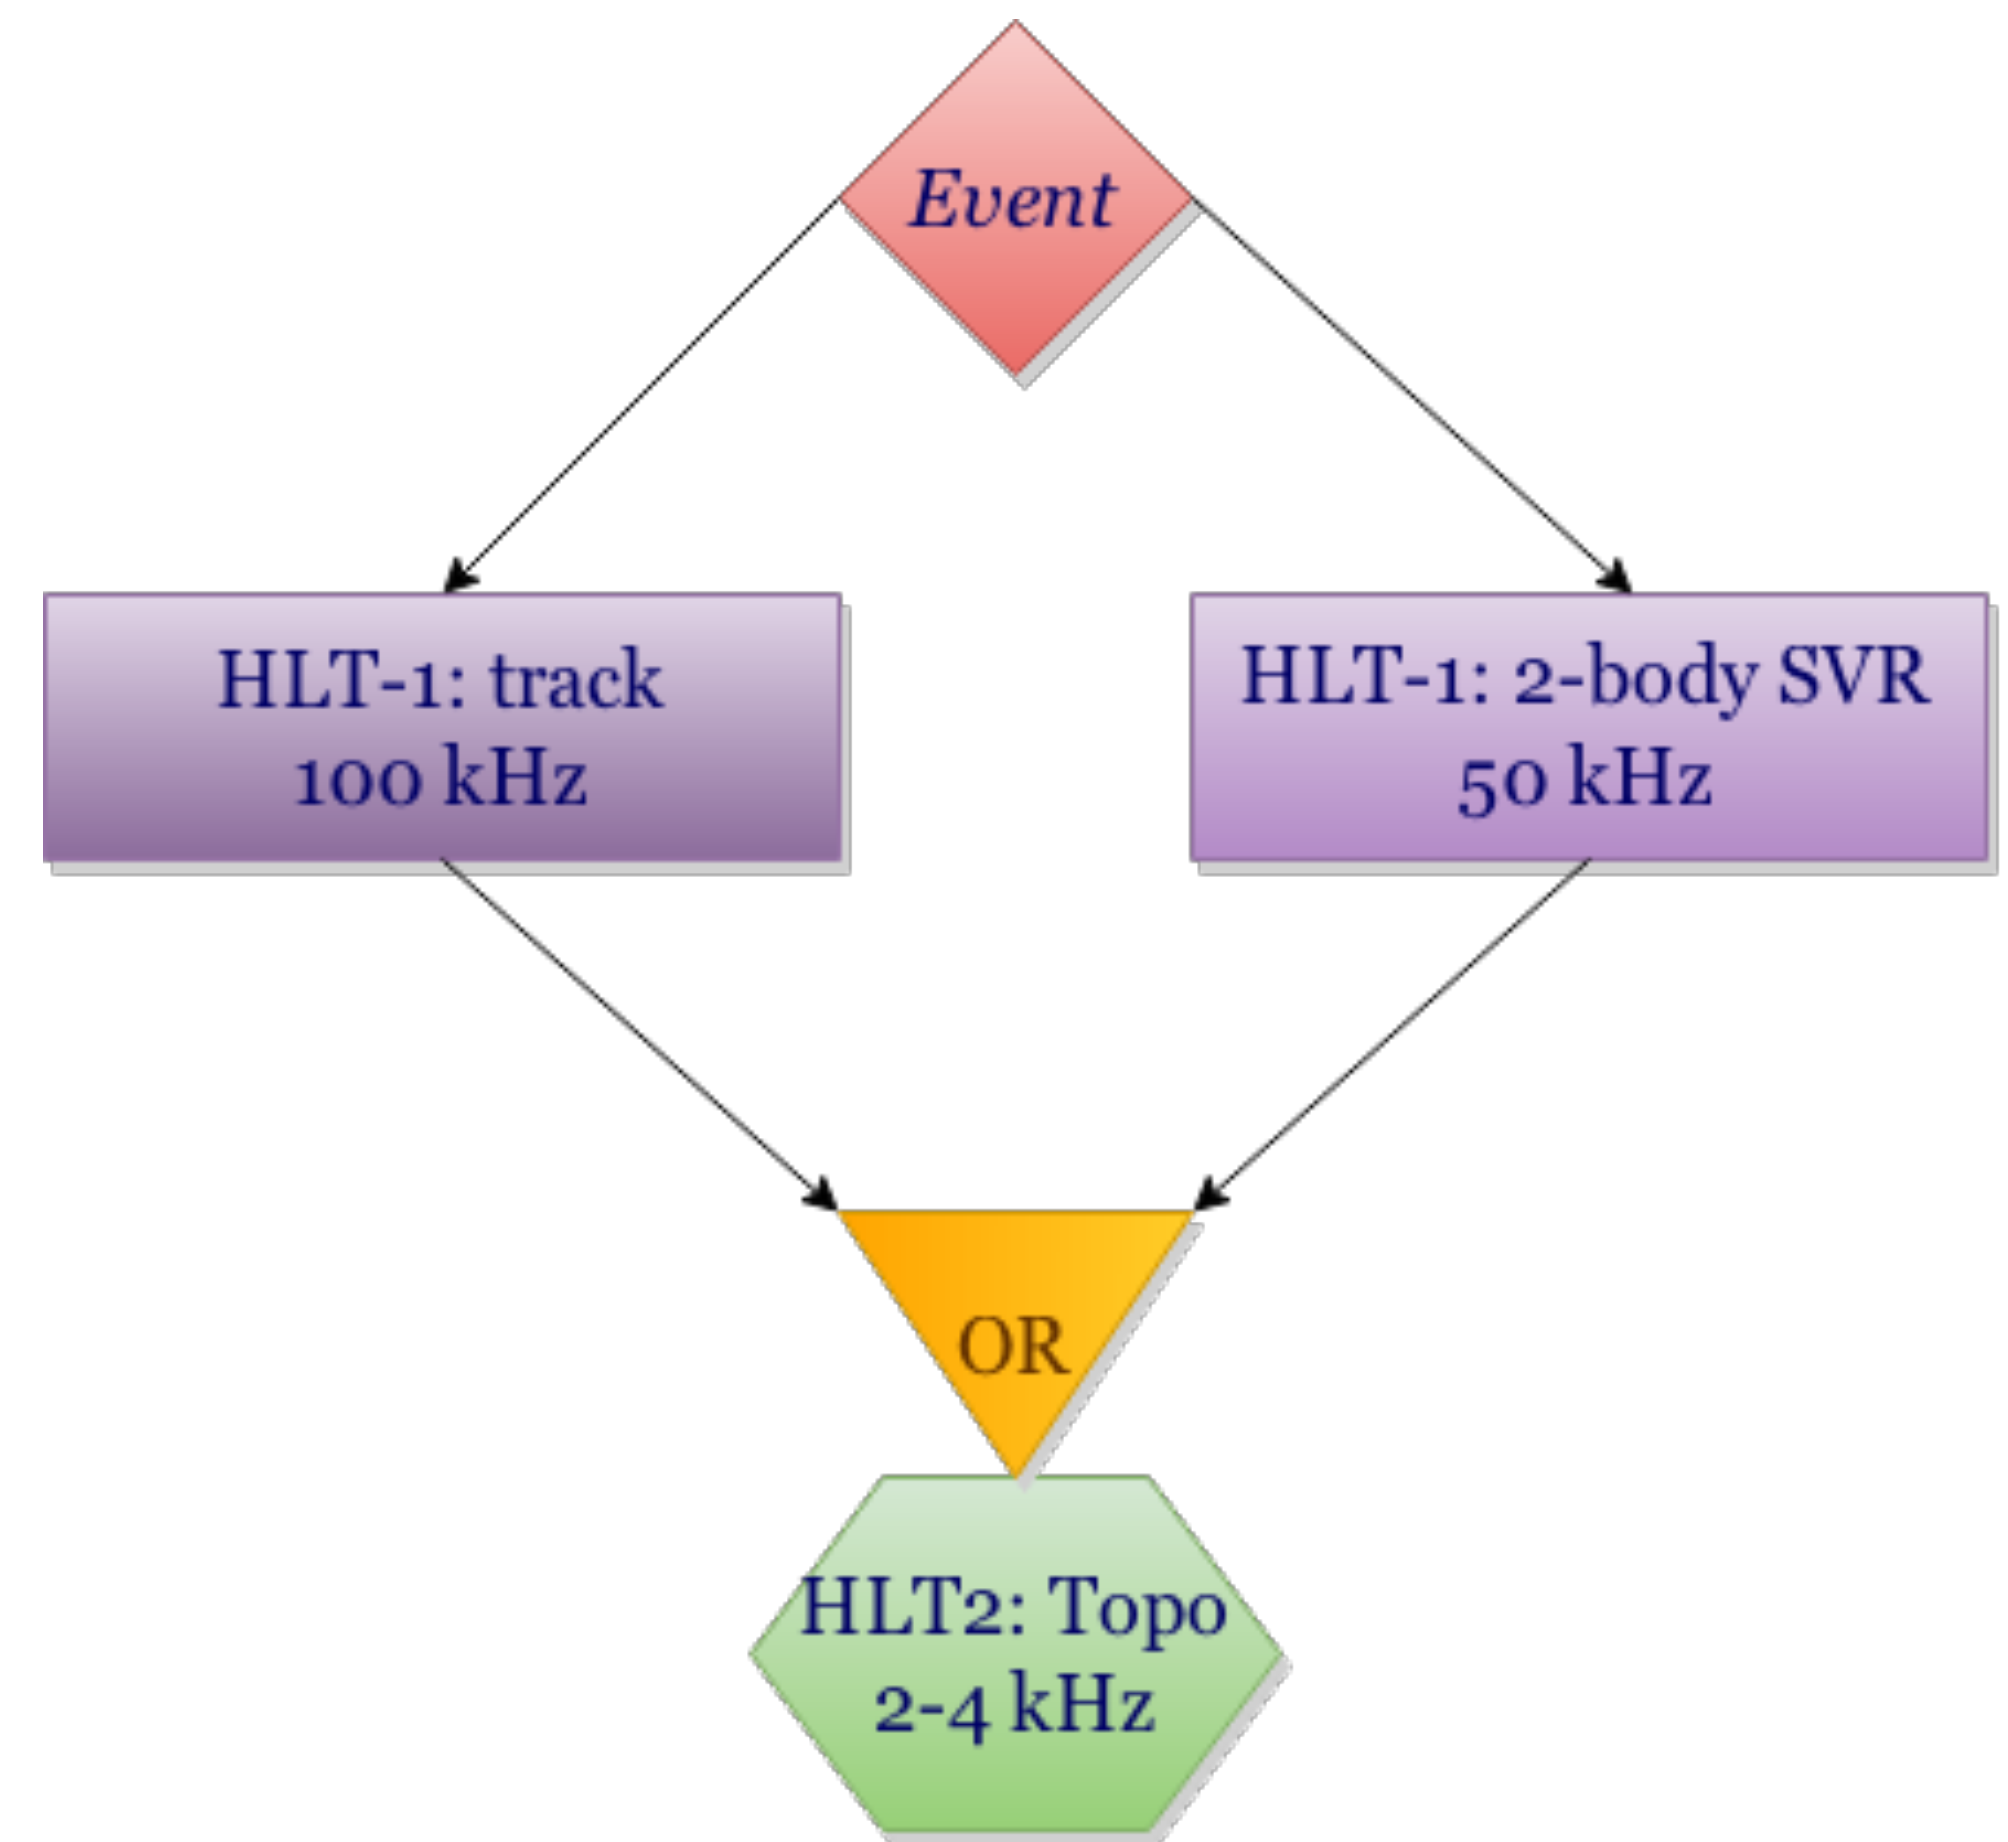 Event
HLT-1: track
100 kHz
HLT-1: 2-body SVR
50 kHz
OR
HLT2: Topo
2-4 kHz